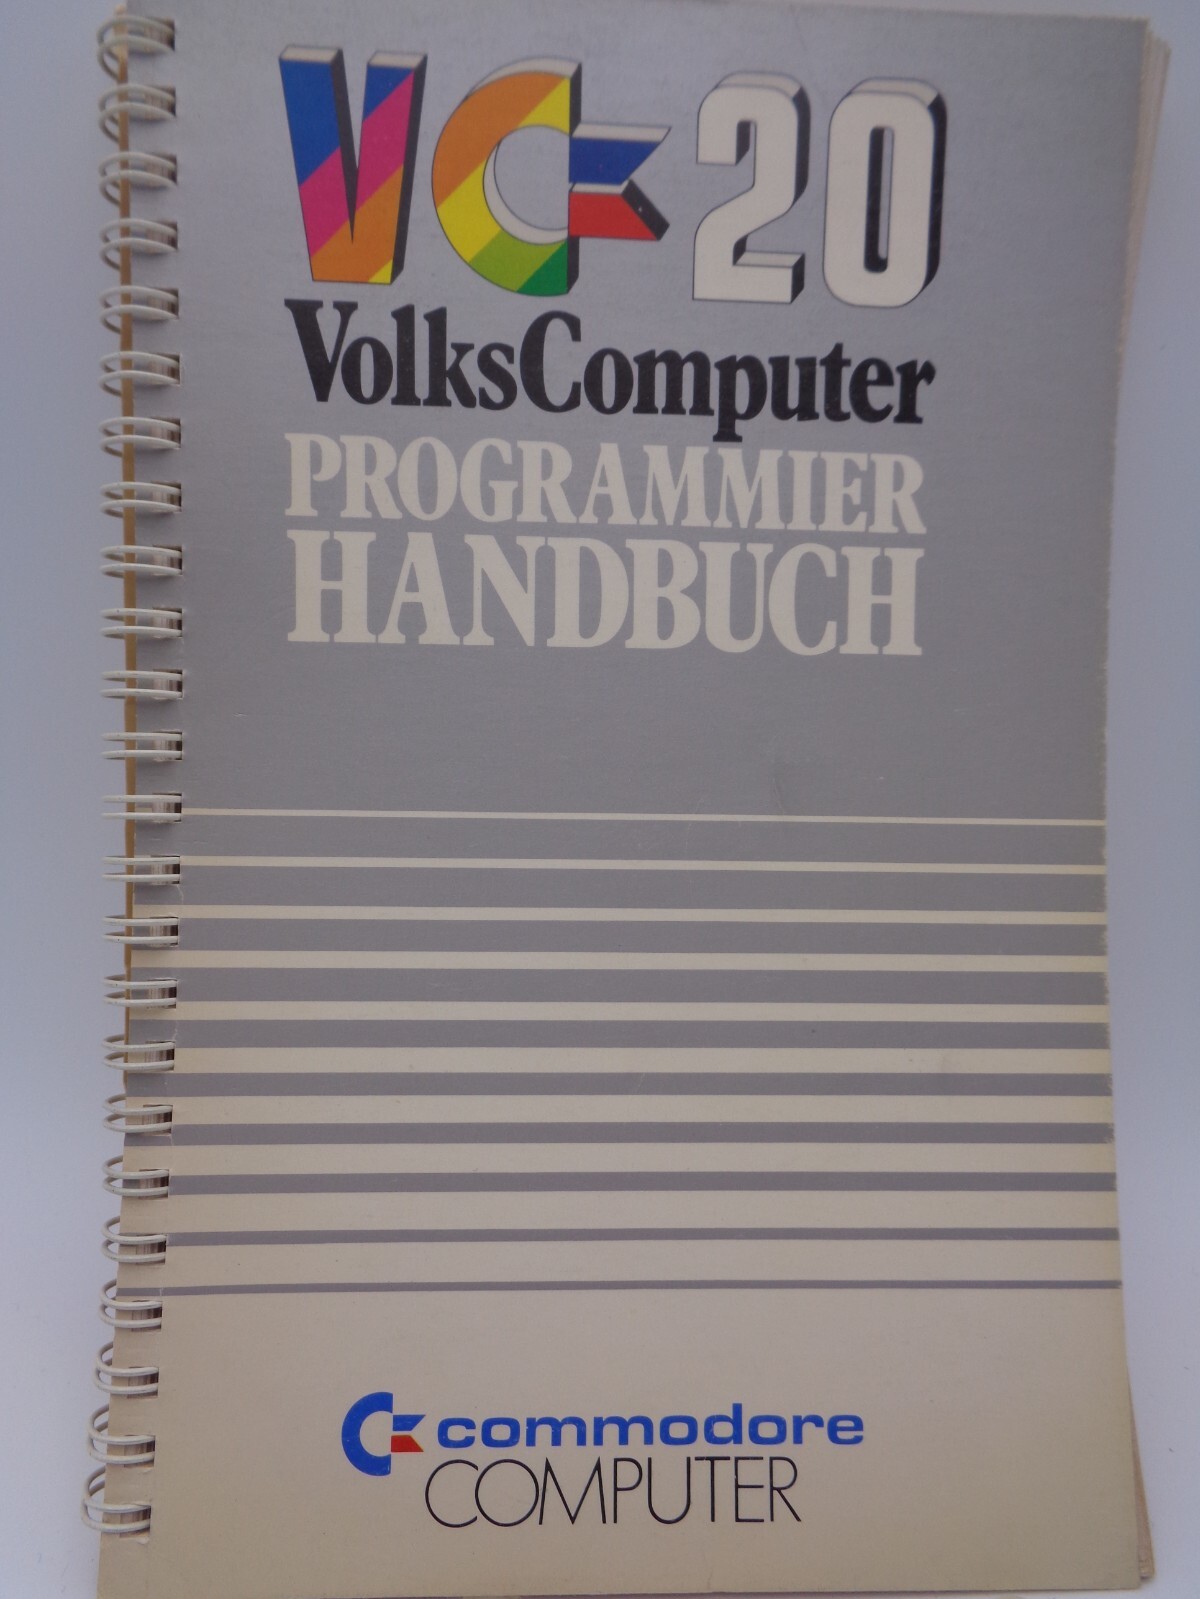 VC-20
VolksComputer
PROGRAMMIER
HANDBUCH
commodore
COMPUTER